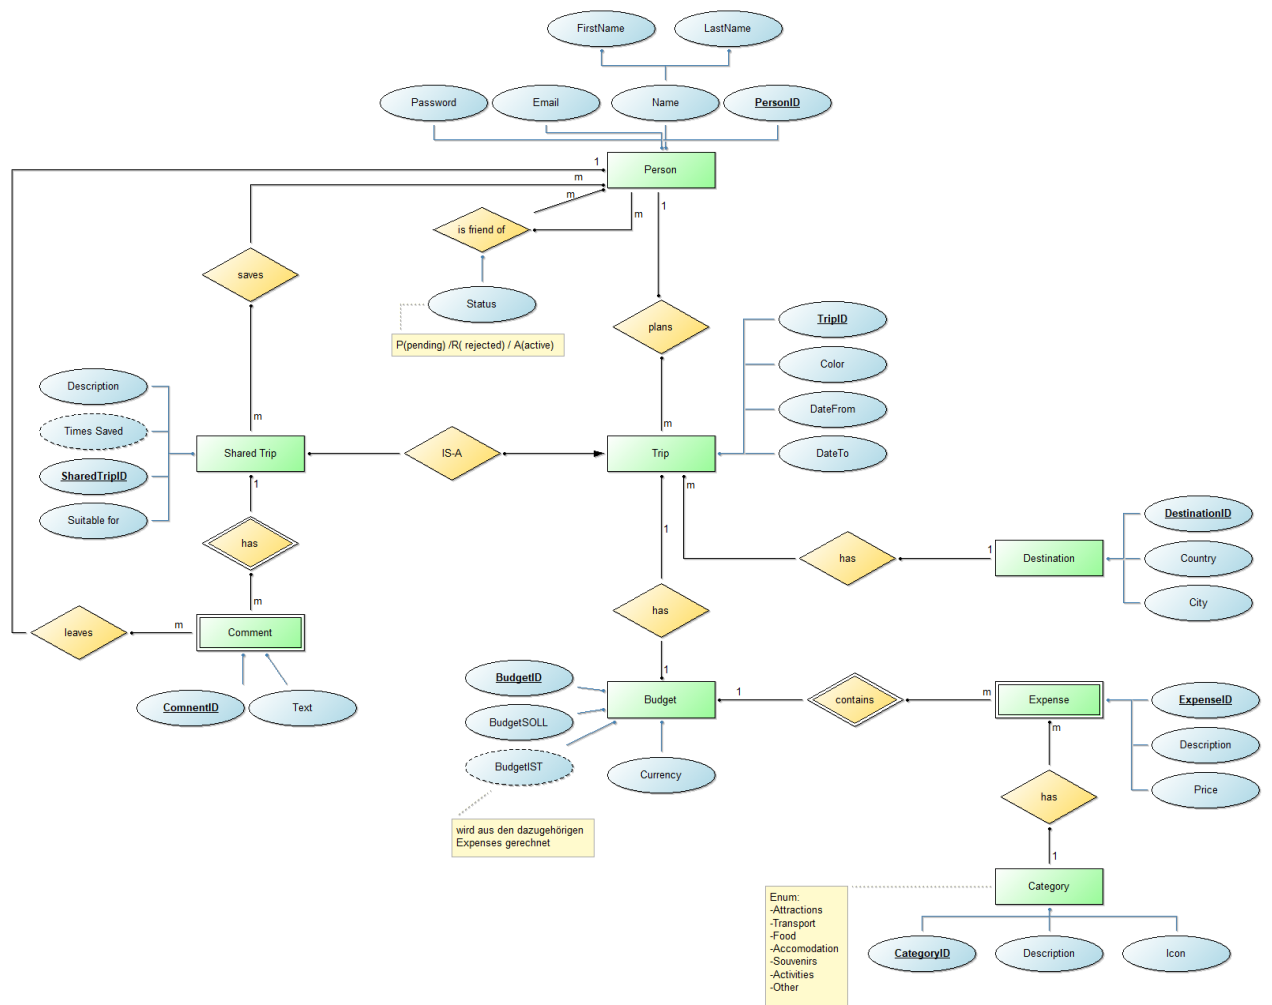 FirstName
LastName
Password
Email
Name
PersonID
1
Person
m
m
m
1
is friend of
saves
Status
TripID
plans
P(pending) /R( rejected) / A(active)
Color
Description
DateFrom
m
m
Times Saved
Shared Trip
IS-A
Trip
DateTo
SharedTripID
1
m
DestinationID
Suitable for
1
has
1
Destination
has
Country
m
has
City
m
leaves
Comment
1
BudgetID
1
m
Budget
contains
Expense
ExpenseID
CommentID
Text
BudgetSOLL
m
Description
BudgetIST
Currency
Price
has
wird aus den dazugehörigen
Expenses gerechnet
1
Category
Enum:
-Attractions
-Transport
-Food
-Accomodation
-Souvenirs
-Activities
-Other
CategoryID
Description
Icon